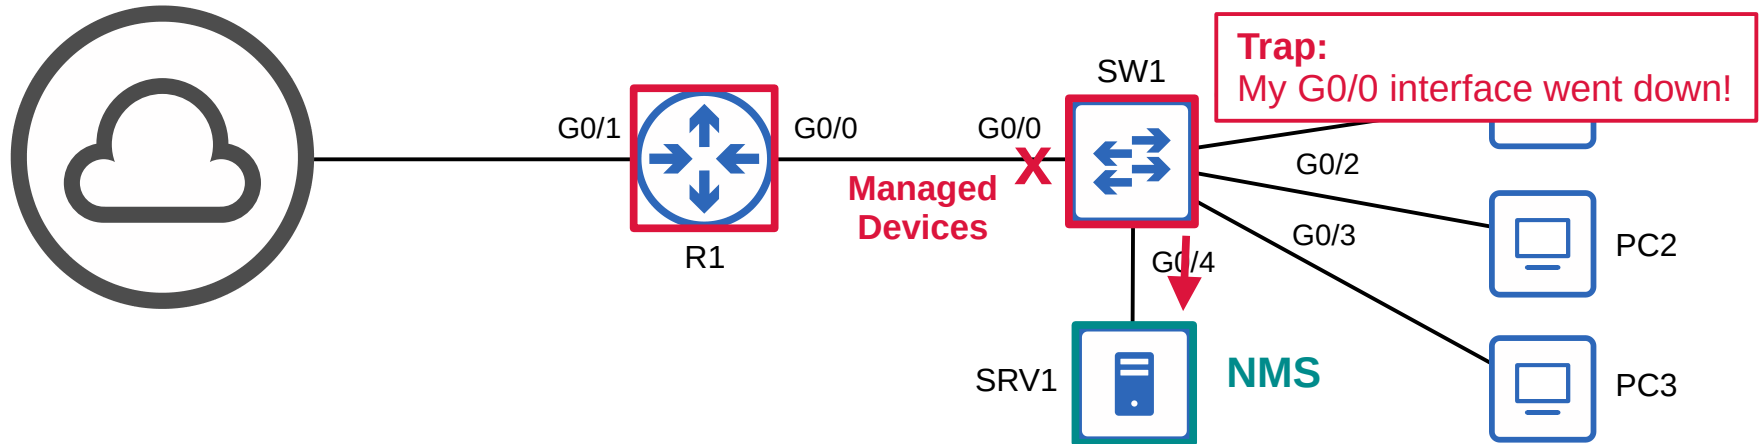 Trap:
My G0/0 interface went down!
SW1
G0/1
G0/0
G0/0
X
Managed
Devices
R1
G0/2
G0/3
G0/4
PC2
SRV1
NMS
PC3